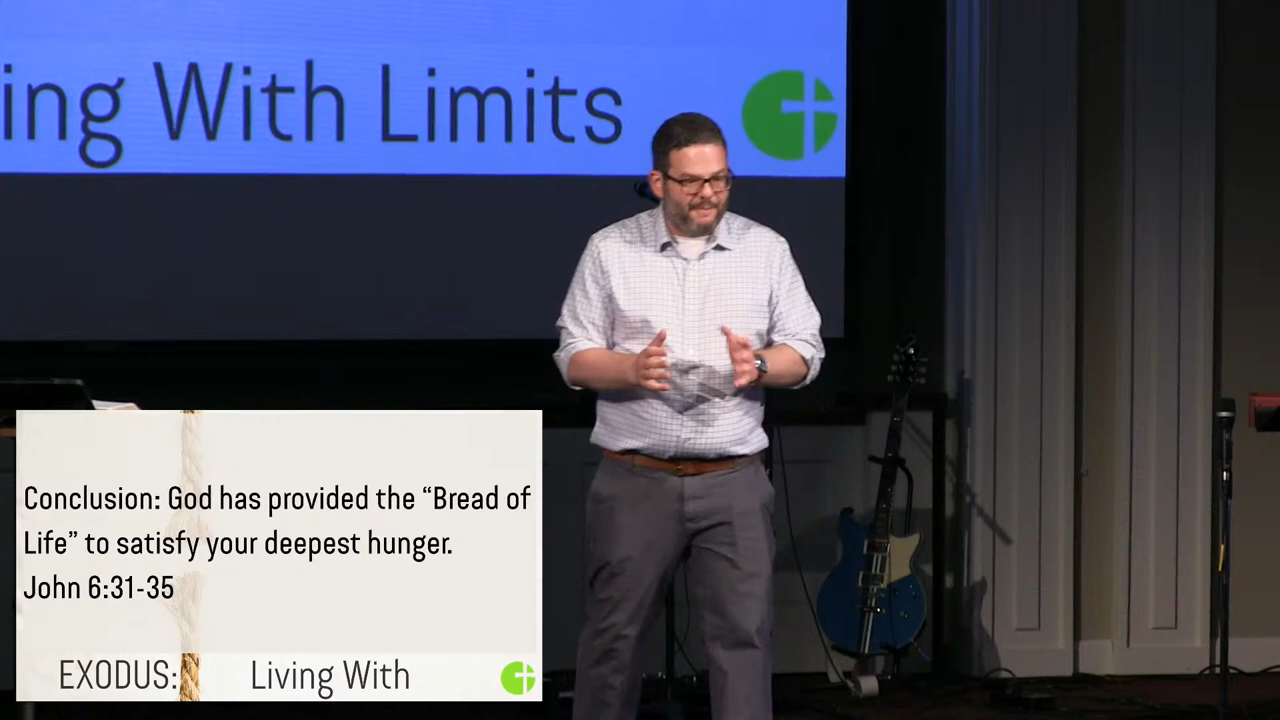 ing With Limits
Conclusion: God has provided the “Bread of
Life” to satisfy your deepest hunger.
John 6:31-35
EXODUS: Living With